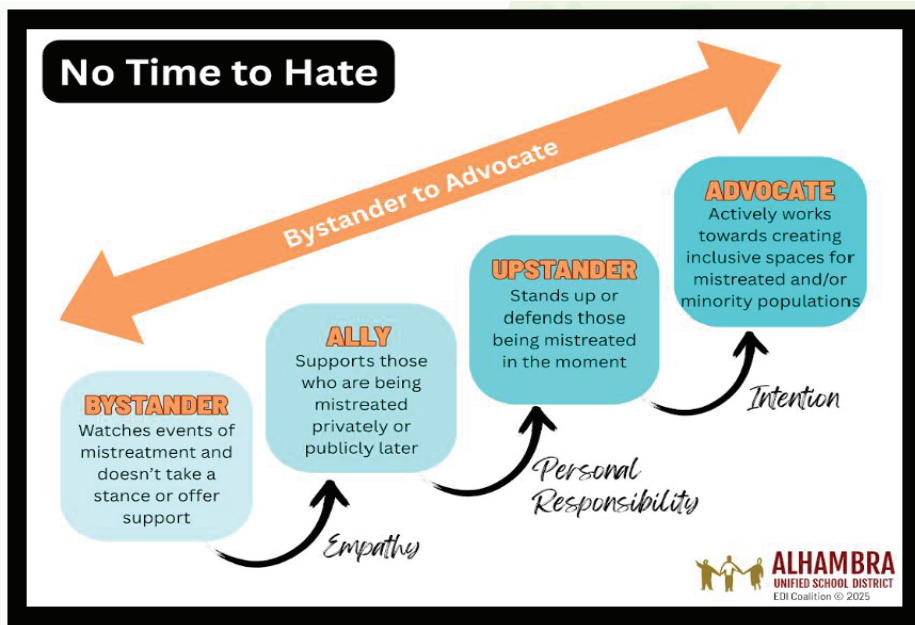 No Time to Hate
Bystander to Advocate
BYSTANDER
Watches events of
mistreatment and
doesn't take a
stance or offer
support
Empathy
ALLY
Supports those
who are being
mistreated
privately or
publicly later
Personal
Responsibility
UPSTANDER
Stands up or
defends those
being mistreated
in the moment
Intention
ADVOCATE
Actively works
towards creating
inclusive spaces for
mistreated and/or
minority populations
ALHAMBRA
UNIFIED SCHOOL DISTRICT
EDI Coalition © 2025